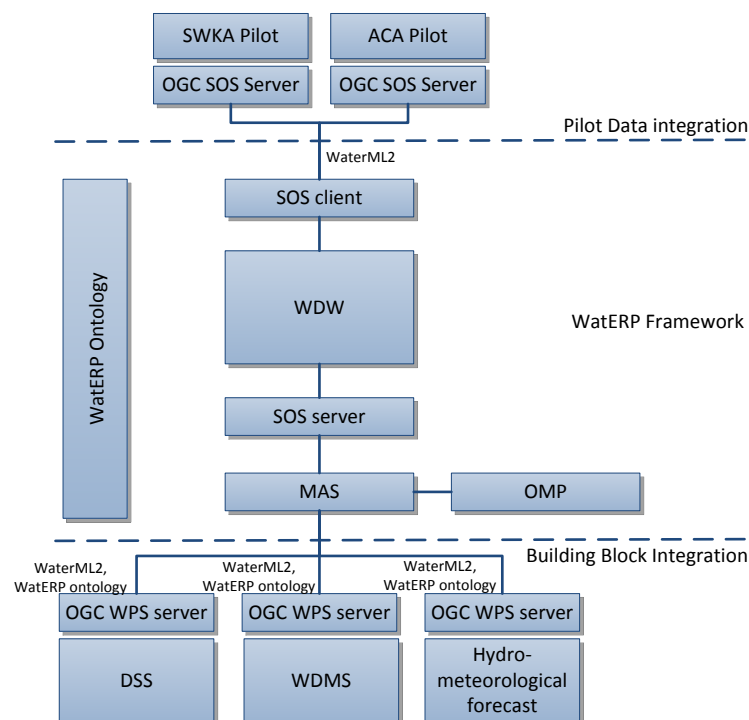 SWKA Pilot
ACA Pilot
OGC SOS Server
OGC SOS Server
Pilot Data integration
WaterML2
SOS client
WatERP Ontology
WDW
WatERP Framework
SOS server
MAS
OMP
Building Block Integration
WaterML2,
WatERP ontology
WaterML2,
WatERP ontology
WaterML2,
WatERP ontology
OGC WPS server
OGC WPS server
OGC WPS server
DSS
WDMS
Hydro-
meteorological
forecast